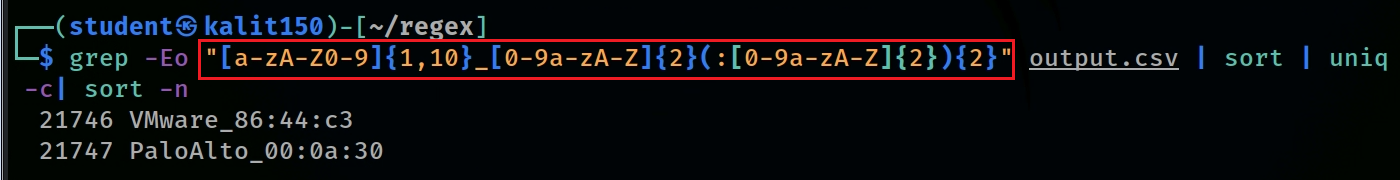 ┌──(student㉿kalit150)-[~/regex]
└─$ grep -Eo "[a-zA-Z0-9]{1,10}_[0-9a-zA-Z]{2}(:[0-9a-zA-Z]{2}){2}" output.csv | sort | uniq
-c| sort -n
21746 VMware_86:44:c3
21747 PaloAlto_00:0a:30